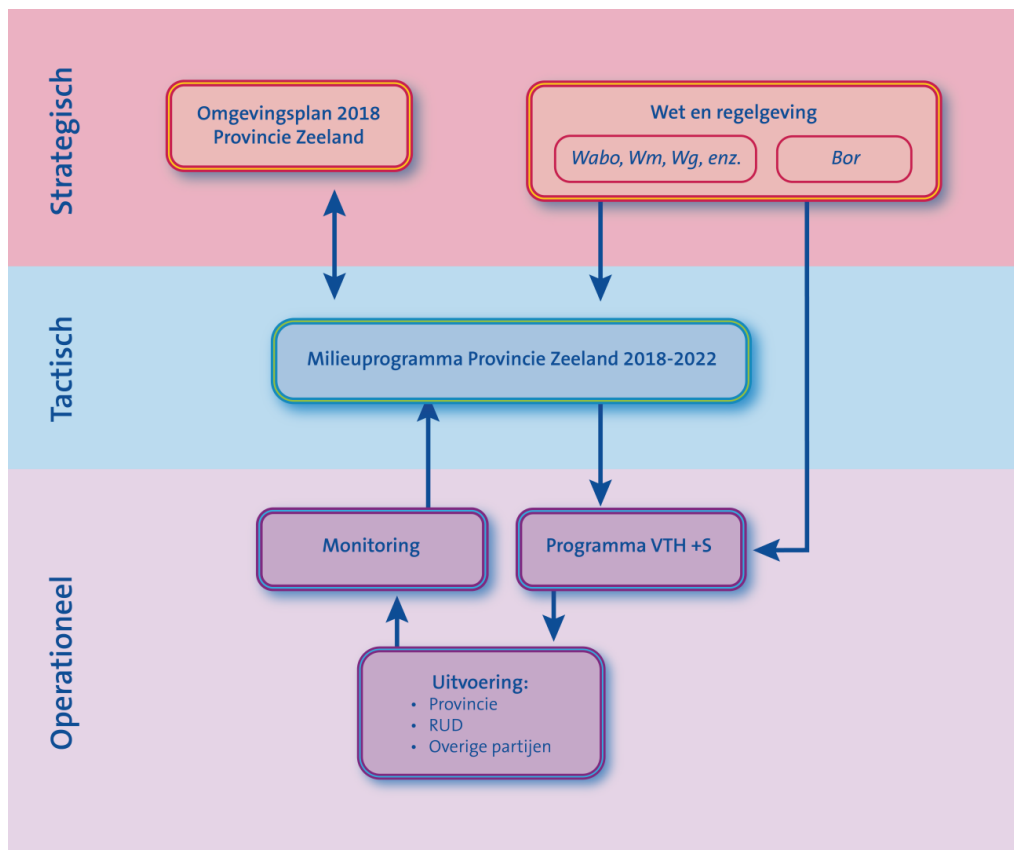 Strategisch
Omgevingsplan 2018
Provincie Zeeland
Wet en regelgeving
Wabo, Wm, Wg, enz.
Bor
Tactisch
Milieuprogramma Provincie Zeeland 2018-2022
Operationeel
Monitoring
Programma VTH +S
Uitvoering:
• Provincie
• RUD
• Overige partijen